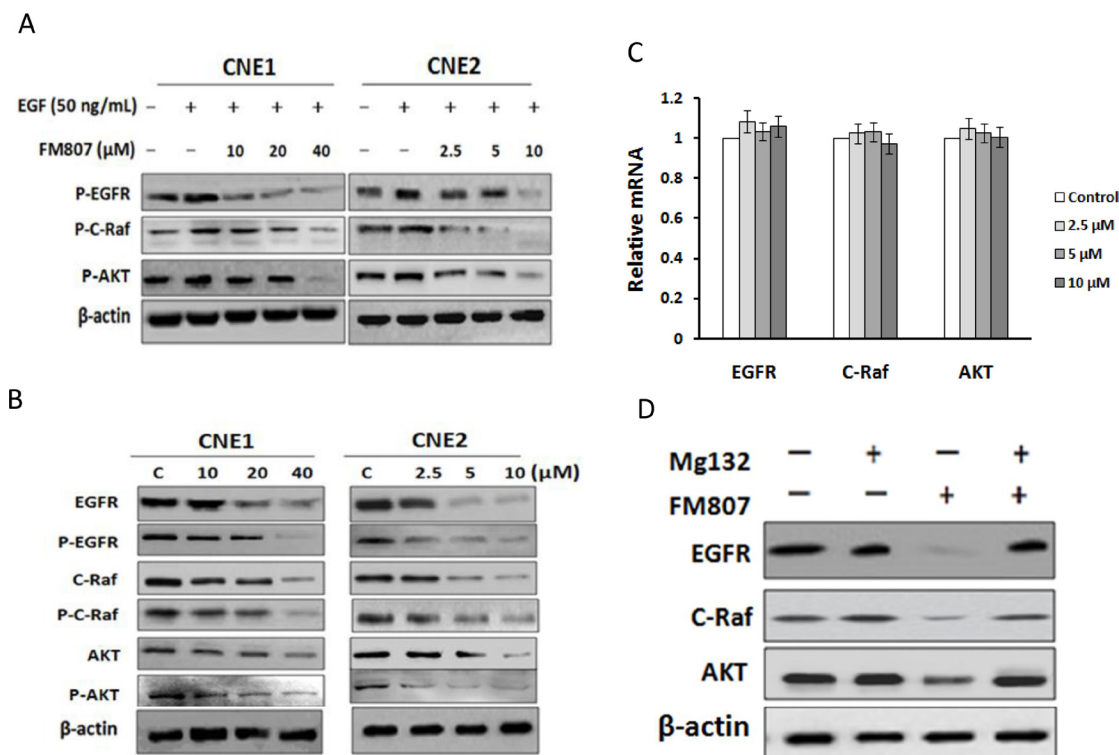 A
CNE1 CNE2
EGF (50 ng/mL) − + + + + − + + + +
FM807 (µM) − − 10 20 40 − − 2.5 5 10
P-EGFR
P-C-Raf
P-AKT
β-actin
B
CNE1 CNE2
C 10 20 40 C 2.5 5 10 (µM)
EGFR
P-EGFR
C-Raf
P-C-Raf
AKT
P-AKT
β-actin
C
Relative mRNA
1.2
1
0.8
0.6
0.4
0.2
0
EGFR C-Raf AKT
Control
2.5 µM
5 µM
10 µM
D
Mg132 − + − +
FM807 − − + +
EGFR
C-Raf
AKT
β-actin